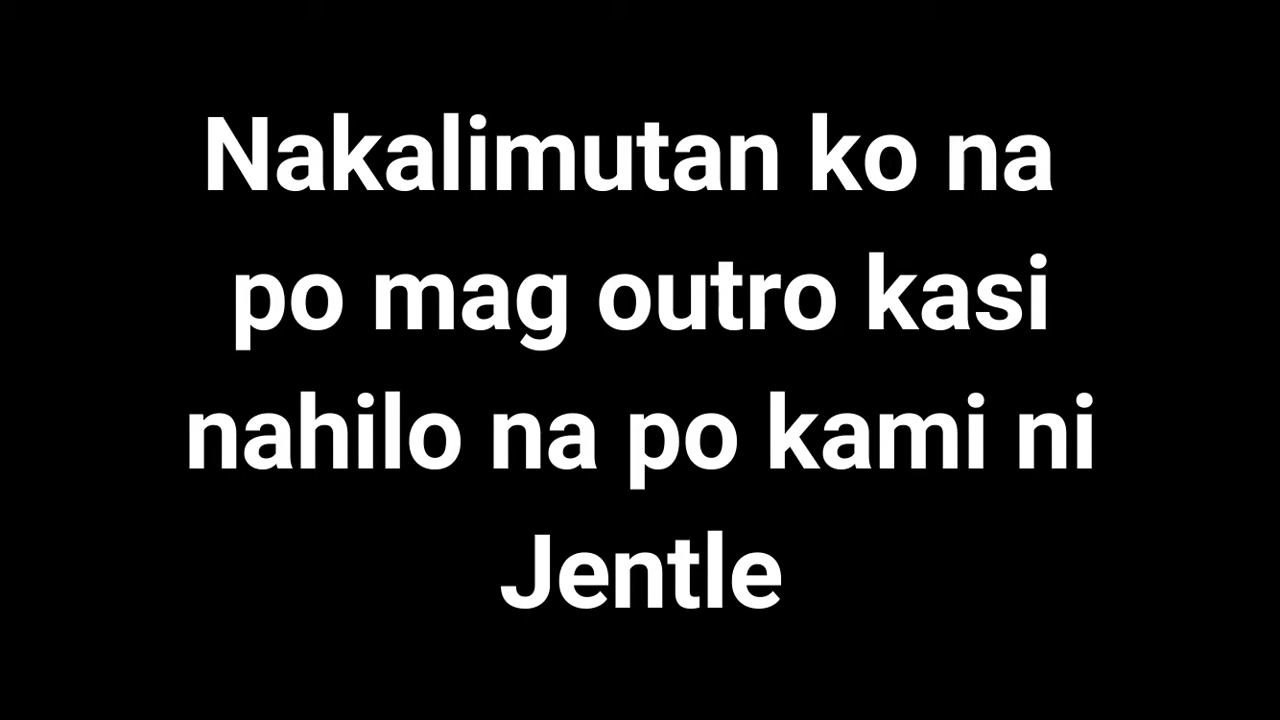 Nakalimutan ko na
po mag outro kasi
nahilo na po kami ni
Jentle